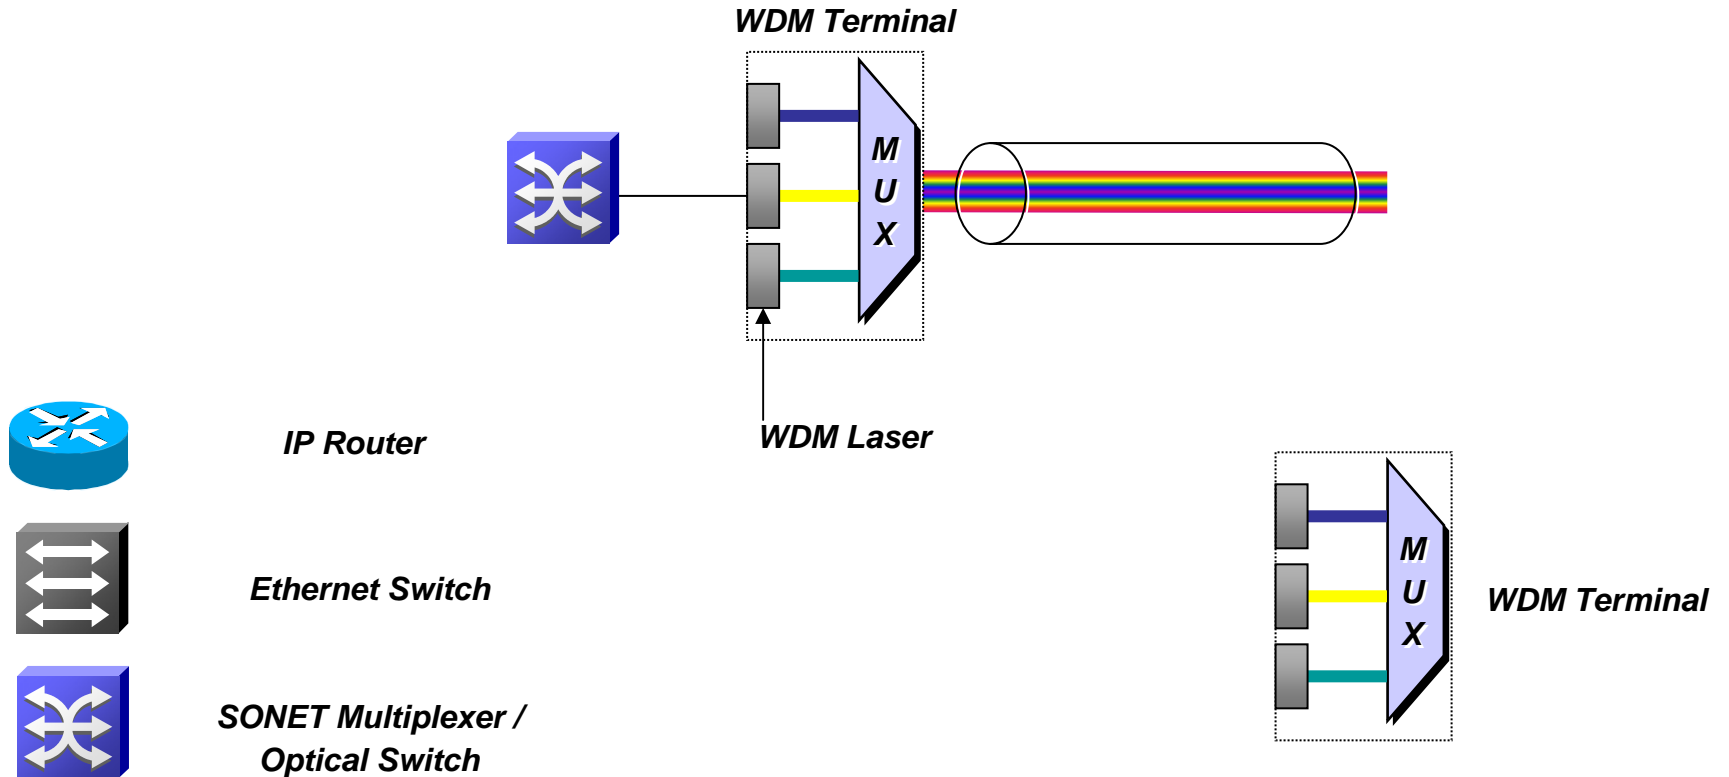 WDM Terminal
M
U
X
IP Router
WDM Laser
Ethernet Switch
M
U
X
WDM Terminal
SONET Multiplexer /
Optical Switch